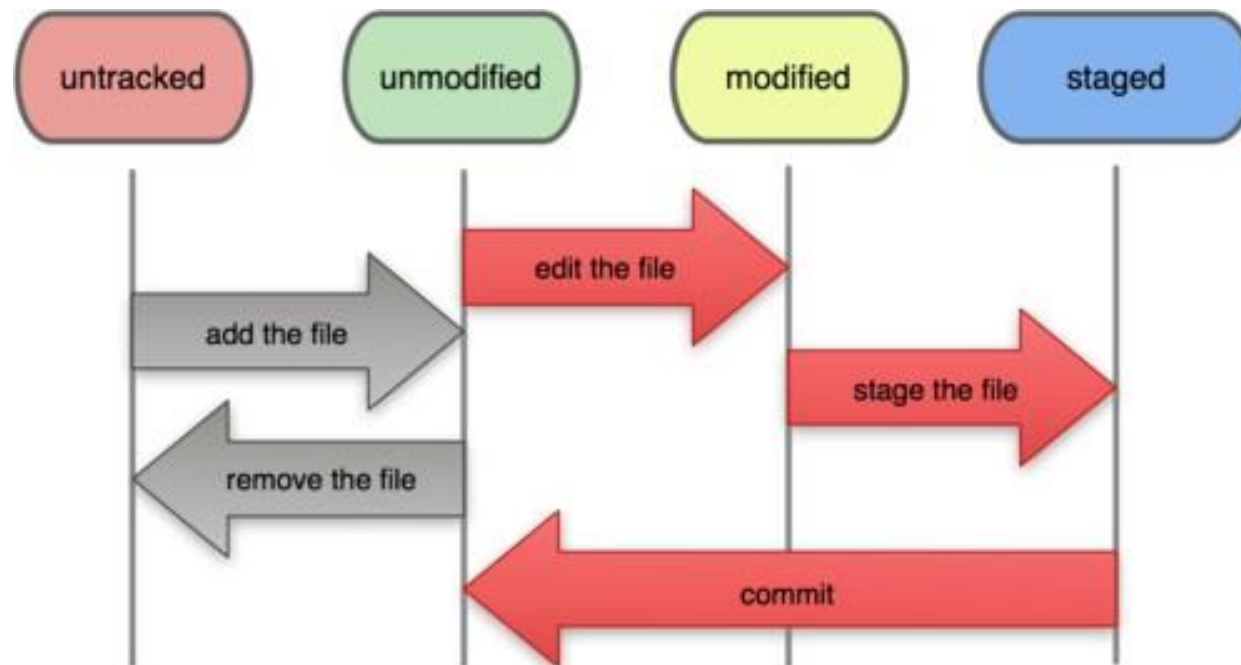 untracked
unmodified
modified
staged
edit the file
add the file
stage the file
remove the file
commit